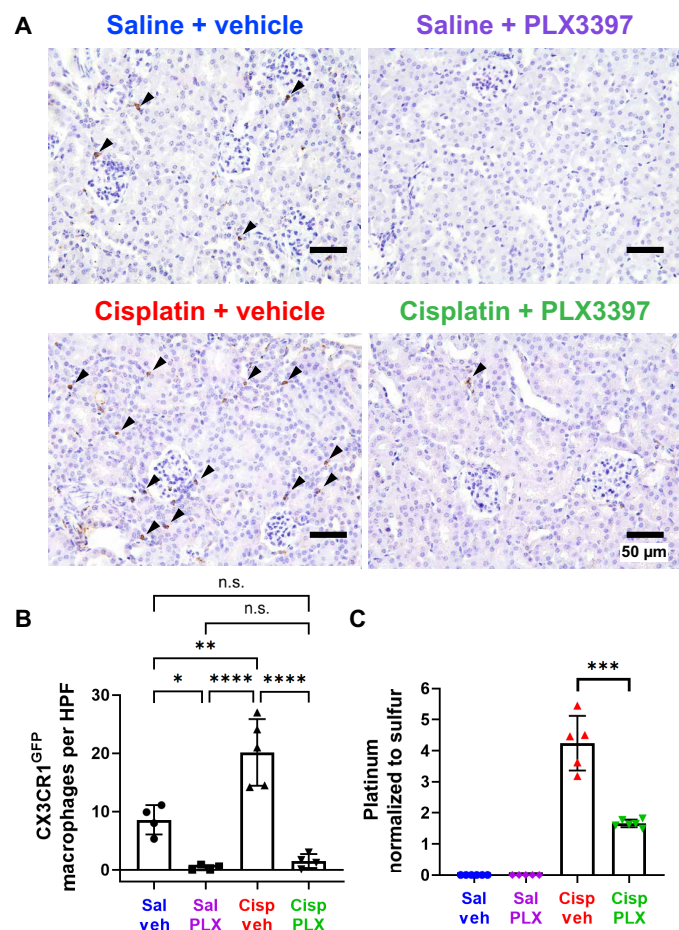 A
Saline + vehicle
Saline + PLX3397
Cisplatin + vehicle
Cisplatin + PLX3397
50 µm
B
n.s.
n.s.
**
*
****
****
CX3CR1GFP
macrophages per HPF
30
20
10
0
Sal
veh
Sal
PLX
Cisp
veh
Cisp
PLX
C
***
Platinum
normalized to sulfur
6
5
4
3
2
1
0
Sal
veh
Sal
PLX
Cisp
veh
Cisp
PLX